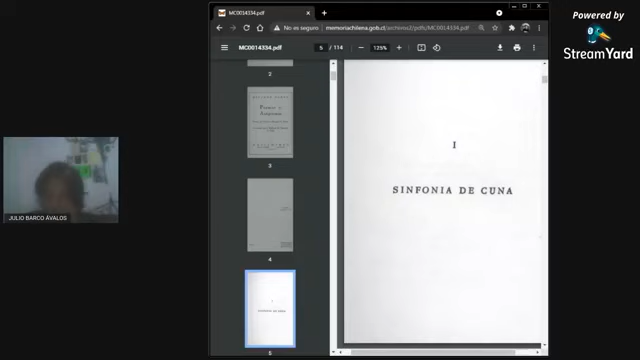 MC0014334.pdf
No es seguro
memoriachilena.gob.cl/archivos2/pdfs/MC0014334.pdf
MC0014334.pdf
5 / 114
125%
2
3
4
5
I
SINFONIA DE CUNA
JULIO BARCO ÁVALOS
Powered by
StreamYard